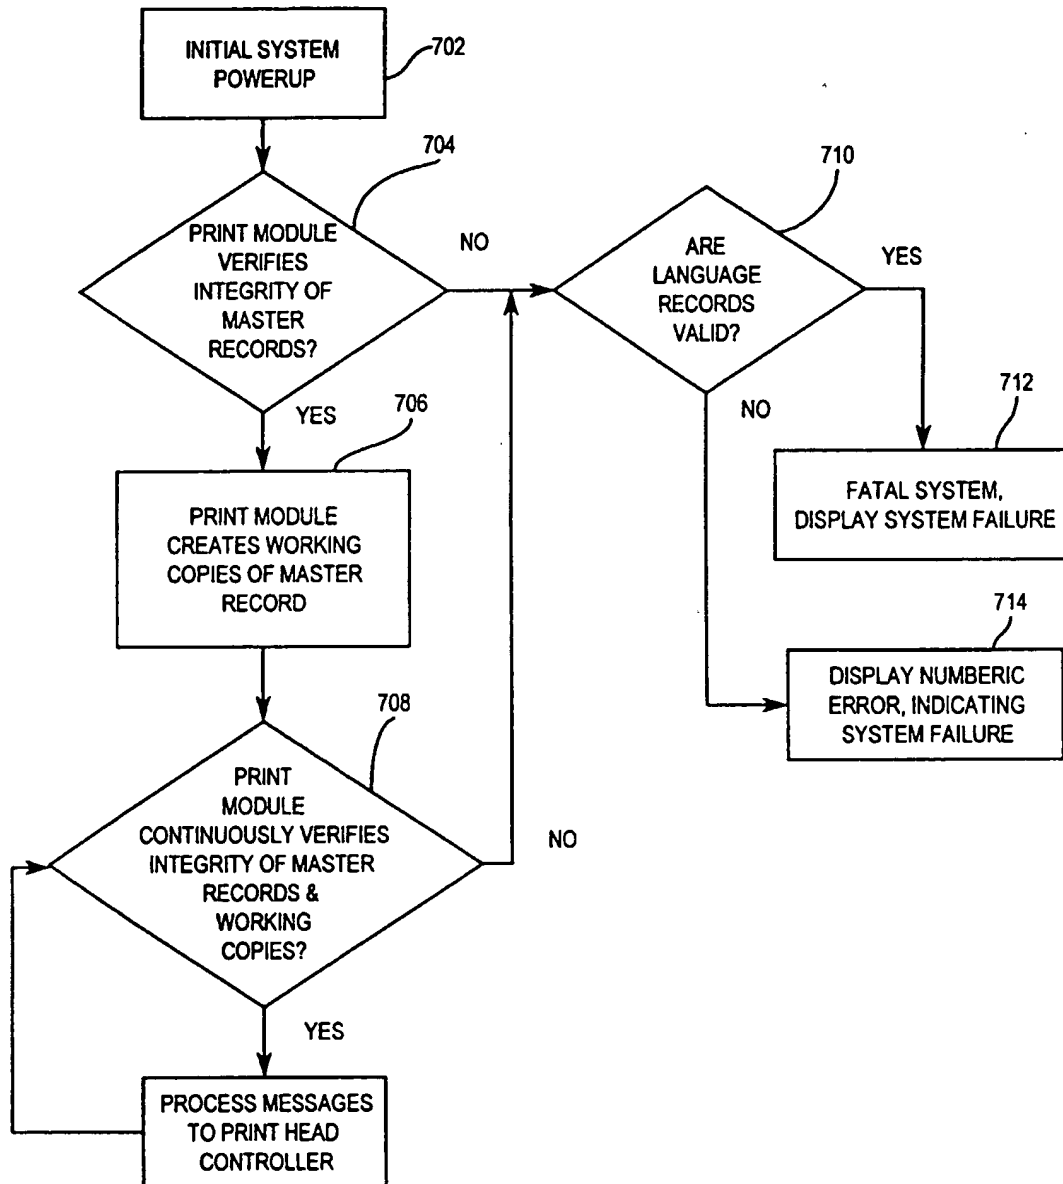 INITIAL SYSTEM
POWERUP
702
704
PRINT MODULE
VERIFIES
INTEGRITY OF
MASTER
RECORDS?
NO
YES
706
PRINT MODULE
CREATES WORKING
COPIES OF MASTER
RECORD
708
PRINT
MODULE
CONTINUOUSLY VERIFIES
INTEGRITY OF MASTER
RECORDS &
WORKING
COPIES?
NO
YES
PROCESS MESSAGES
TO PRINT HEAD
CONTROLLER
710
ARE
LANGUAGE
RECORDS
VALID?
YES
NO
712
FATAL SYSTEM,
DISPLAY SYSTEM FAILURE
714
DISPLAY NUMBERIC
ERROR, INDICATING
SYSTEM FAILURE